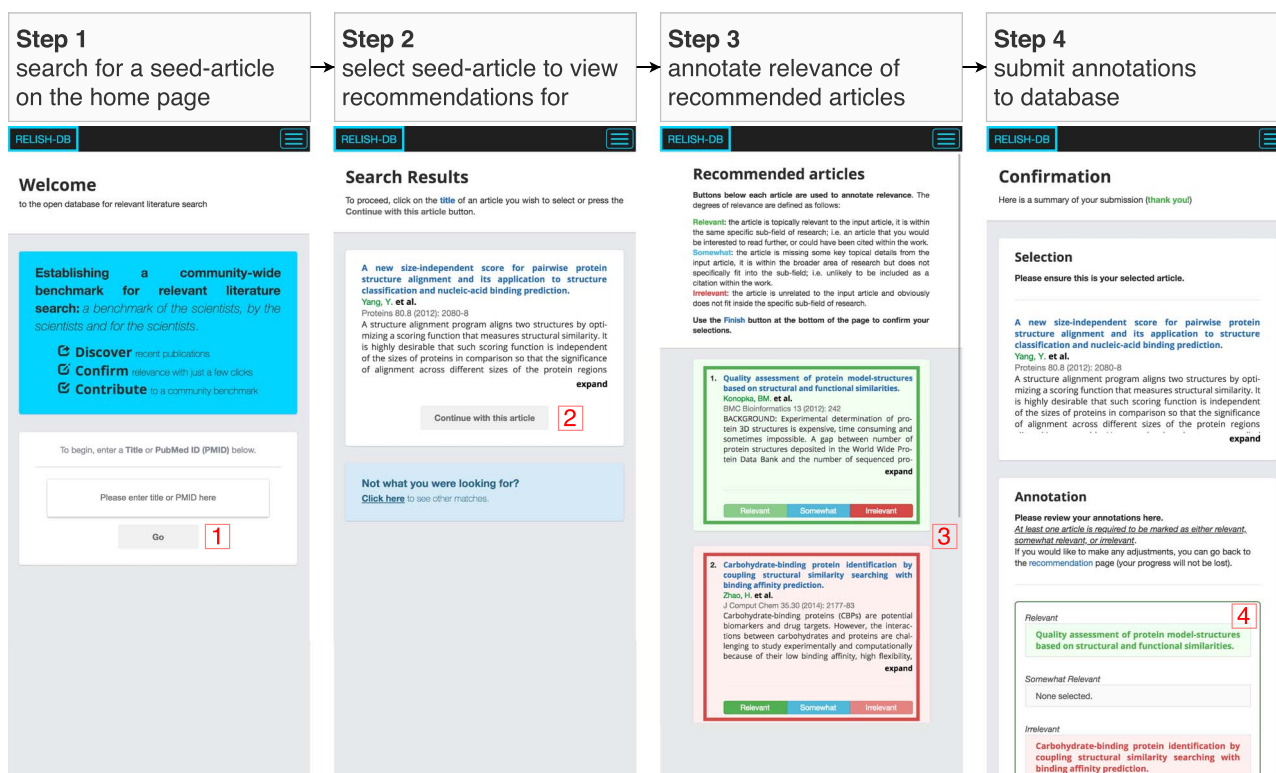 Step 1
search for a seed-article
on the home page
Step 2
select seed-article to view
recommendations for
Step 3
annotate relevance of
recommended articles
Step 4
submit annotations
to database
RELISH-DB
Welcome
to the open database for relevant literature search
Establishing a community-wide
benchmark for relevant literature
search: a benchmark of the scientists, by the
scientists and for the scientists.
Discover recent publications
Confirm relevance with just a few clicks
Contribute to a community benchmark
To begin, enter a Title or PubMed ID (PMID) below.
Please enter title or PMID here
Go
1
RELISH-DB
Search Results
To proceed, click on the title of an article you wish to select or press the
Continue with this article button.
A new size-independent score for pairwise protein
structure alignment and its application to structure
classification and nucleic-acid binding prediction.
Yang, Y. et al.
Proteins 80.8 (2012): 2080-8
A structure alignment program aligns two structures by opti-
mizing a scoring function that measures structural similarity. It
is highly desirable that such scoring function is independent
of the sizes of proteins in comparison so that the significance
of alignment across different sizes of the protein regions
expand
Continue with this article
2
Not what you were looking for?
Click here to see other matches.
RELISH-DB
Recommended articles
Buttons below each article are used to annotate relevance. The
degrees of relevance are defined as follows:
Relevant: the article is topically relevant to the input article, it is within
the same specific sub-field of research; i.e. an article that you would
be interested to read further, or could have been cited within the work.
Somewhat: the article is missing some key topical details from the
input article, it is within the broader area of research but does not
specifically fit into the sub-field; i.e. unlikely to be included as a
citation within the work.
Irrelevant: the article is unrelated to the input article and obviously
does not fit inside the specific sub-field of research.
Use the Finish button at the bottom of the page to confirm your
selections.
1. Quality assessment of protein model-structures
based on structural and functional similarities.
Konopka, BM. et al.
BMC Bioinformatics 13 (2012): 242
BACKGROUND: Experimental determination of pro-
tein 3D structures is expensive, time consuming and
sometimes impossible. A gap between number of
protein structures deposited in the World Wide Pro-
tein Data Bank and the number of sequenced pro-
expand
Relevant Somewhat Irrelevant
3
2. Carbohydrate-binding protein identification by
coupling structural similarity searching with
binding affinity prediction.
Zhao, H. et al.
J Comput Chem 35.30 (2014): 2177-83
Carbohydrate-binding proteins (CBPs) are potential
biomarkers and drug targets. However, the interac-
tions between carbohydrates and proteins are chal-
lenging to study experimentally and computationally
because of their low binding affinity, high flexibility,
expand
Relevant Somewhat Irrelevant
RELISH-DB
Confirmation
Here is a summary of your submission (thank you!)
Selection
Please ensure this is your selected article.
A new size-independent score for pairwise protein
structure alignment and its application to structure
classification and nucleic-acid binding prediction.
Yang, Y. et al.
Proteins 80.8 (2012): 2080-8
A structure alignment program aligns two structures by opti-
mizing a scoring function that measures structural similarity. It
is highly desirable that such scoring function is independent
of the sizes of proteins in comparison so that the significance
of alignment across different sizes of the protein regions
expand
Annotation
Please review your annotations here.
At least one article is required to be marked as either relevant,
somewhat relevant, or irrelevant.
If you would like to make any adjustments, you can go back to
the recommendation page (your progress will not be lost).
4
Relevant
Quality assessment of protein model-structures
based on structural and functional similarities.
Somewhat Relevant
None selected.
Irrelevant
Carbohydrate-binding protein identification by
coupling structural similarity searching with
binding affinity prediction.